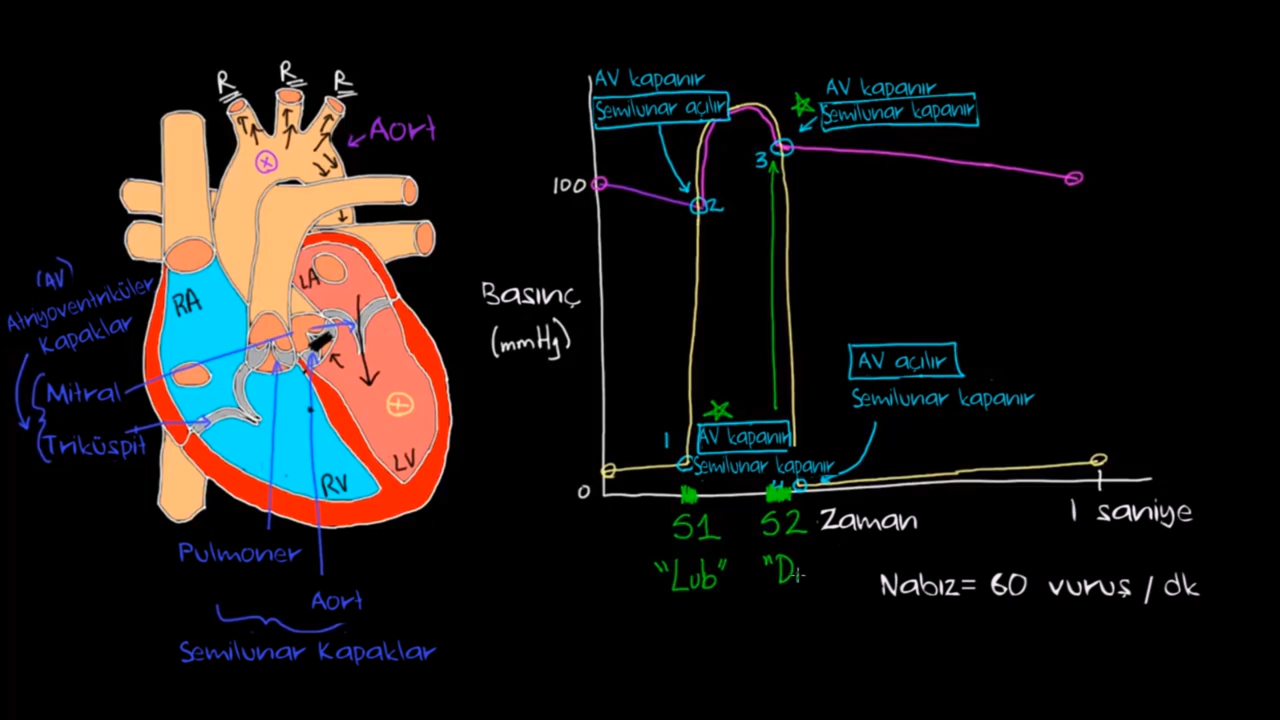 R
R
R
Aort
(AV)
Atriyoventriküler
Kapaklar
Mitral
Triküspit
RA
LA
RV
LV
Pulmoner
Aort
Semilunar Kapaklar
AV kapanır
Semilunar açılır
AV kapanır
Semilunar kapanır
100
2
3
Basınç
(mmHg)
AV açılır
Semilunar kapanır
1
AV kapanır
Semilunar kapanır
4
0
S1
S2
Zaman
1 saniye
"Lub"
"D
Nabız= 60 vuruş / dk